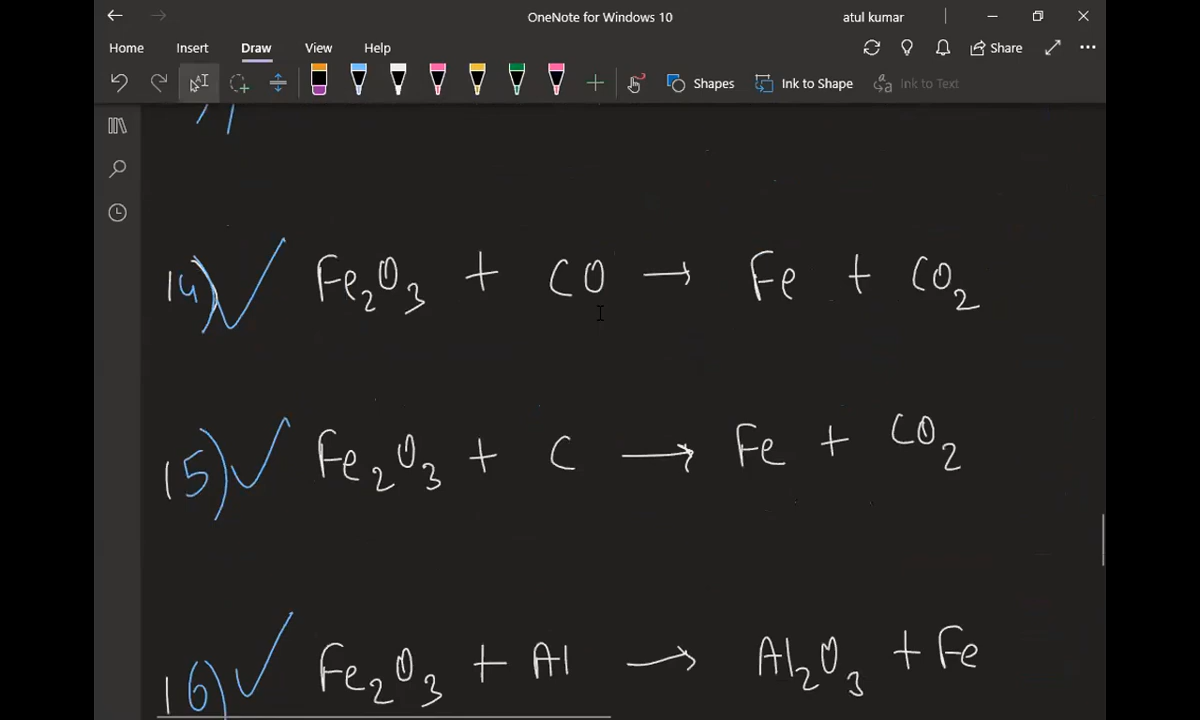 OneNote for Windows 10 atul kumar
Home Insert Draw View Help Share
Shapes Ink to Shape Ink to Text
14) Fe₂O₃ + CO → Fe + CO₂
15) Fe₂O₃ + C → Fe + CO₂
16) Fe₂O₃ + Al → Al₂O₃ + Fe